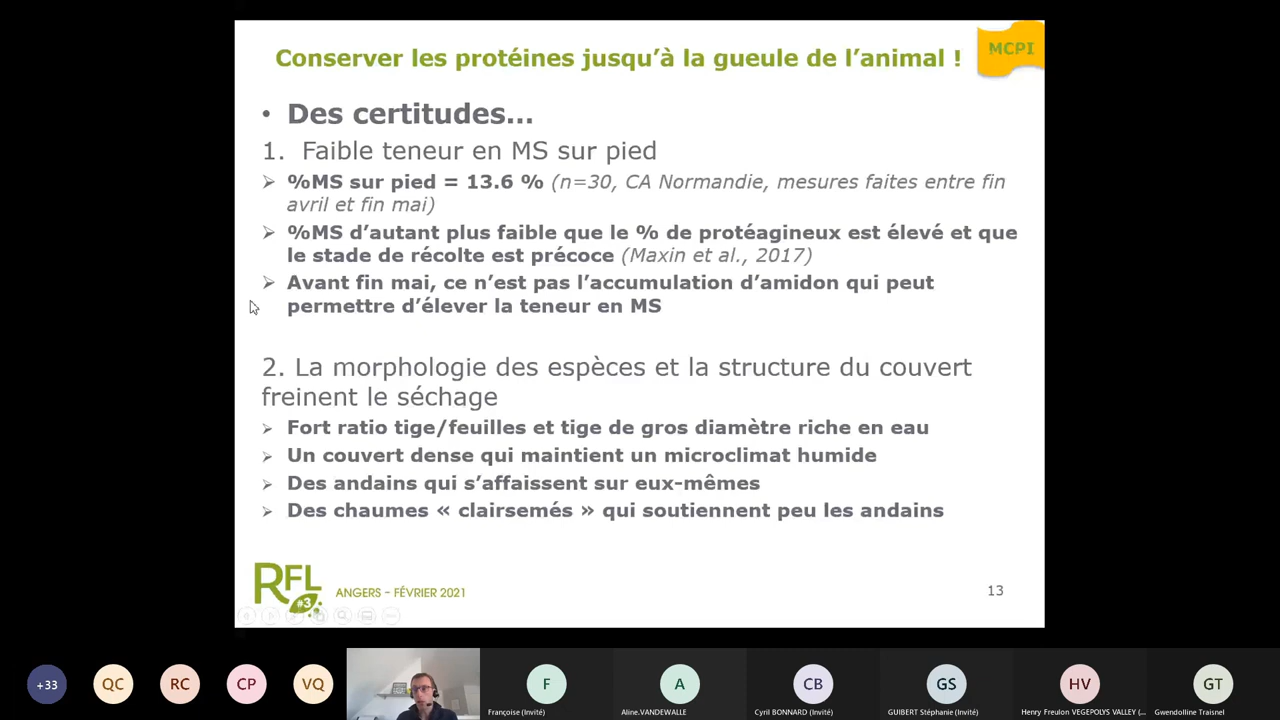 Conserver les protéines jusqu’à la gueule de l’animal !
MCPI
• Des certitudes…
1. Faible teneur en MS sur pied
➢ %MS sur pied = 13.6 % (n=30, CA Normandie, mesures faites entre fin
avril et fin mai)
➢ %MS d’autant plus faible que le % de protéagineux est élevé et que
le stade de récolte est précoce (Maxin et al., 2017)
➢ Avant fin mai, ce n’est pas l’accumulation d’amidon qui peut
permettre d’élever la teneur en MS
2. La morphologie des espèces et la structure du couvert
freinent le séchage
➢ Fort ratio tige/feuilles et tige de gros diamètre riche en eau
➢ Un couvert dense qui maintient un microclimat humide
➢ Des andains qui s’affaissent sur eux-mêmes
➢ Des chaumes « clairsemés » qui soutiennent peu les andains
RFL
#3
ANGERS – FÉVRIER 2021
13
+33
QC
RC
CP
VQ
F
A
CB
GS
HV
GT
Françoise (Invité)
Aline.VANDEWALLE
Cyril BONNARD (Invité)
GUIBERT Stéphanie (Invité)
Henry Freulon VEGEPOLYS VALLEY (...
Gwendolline Traisnel